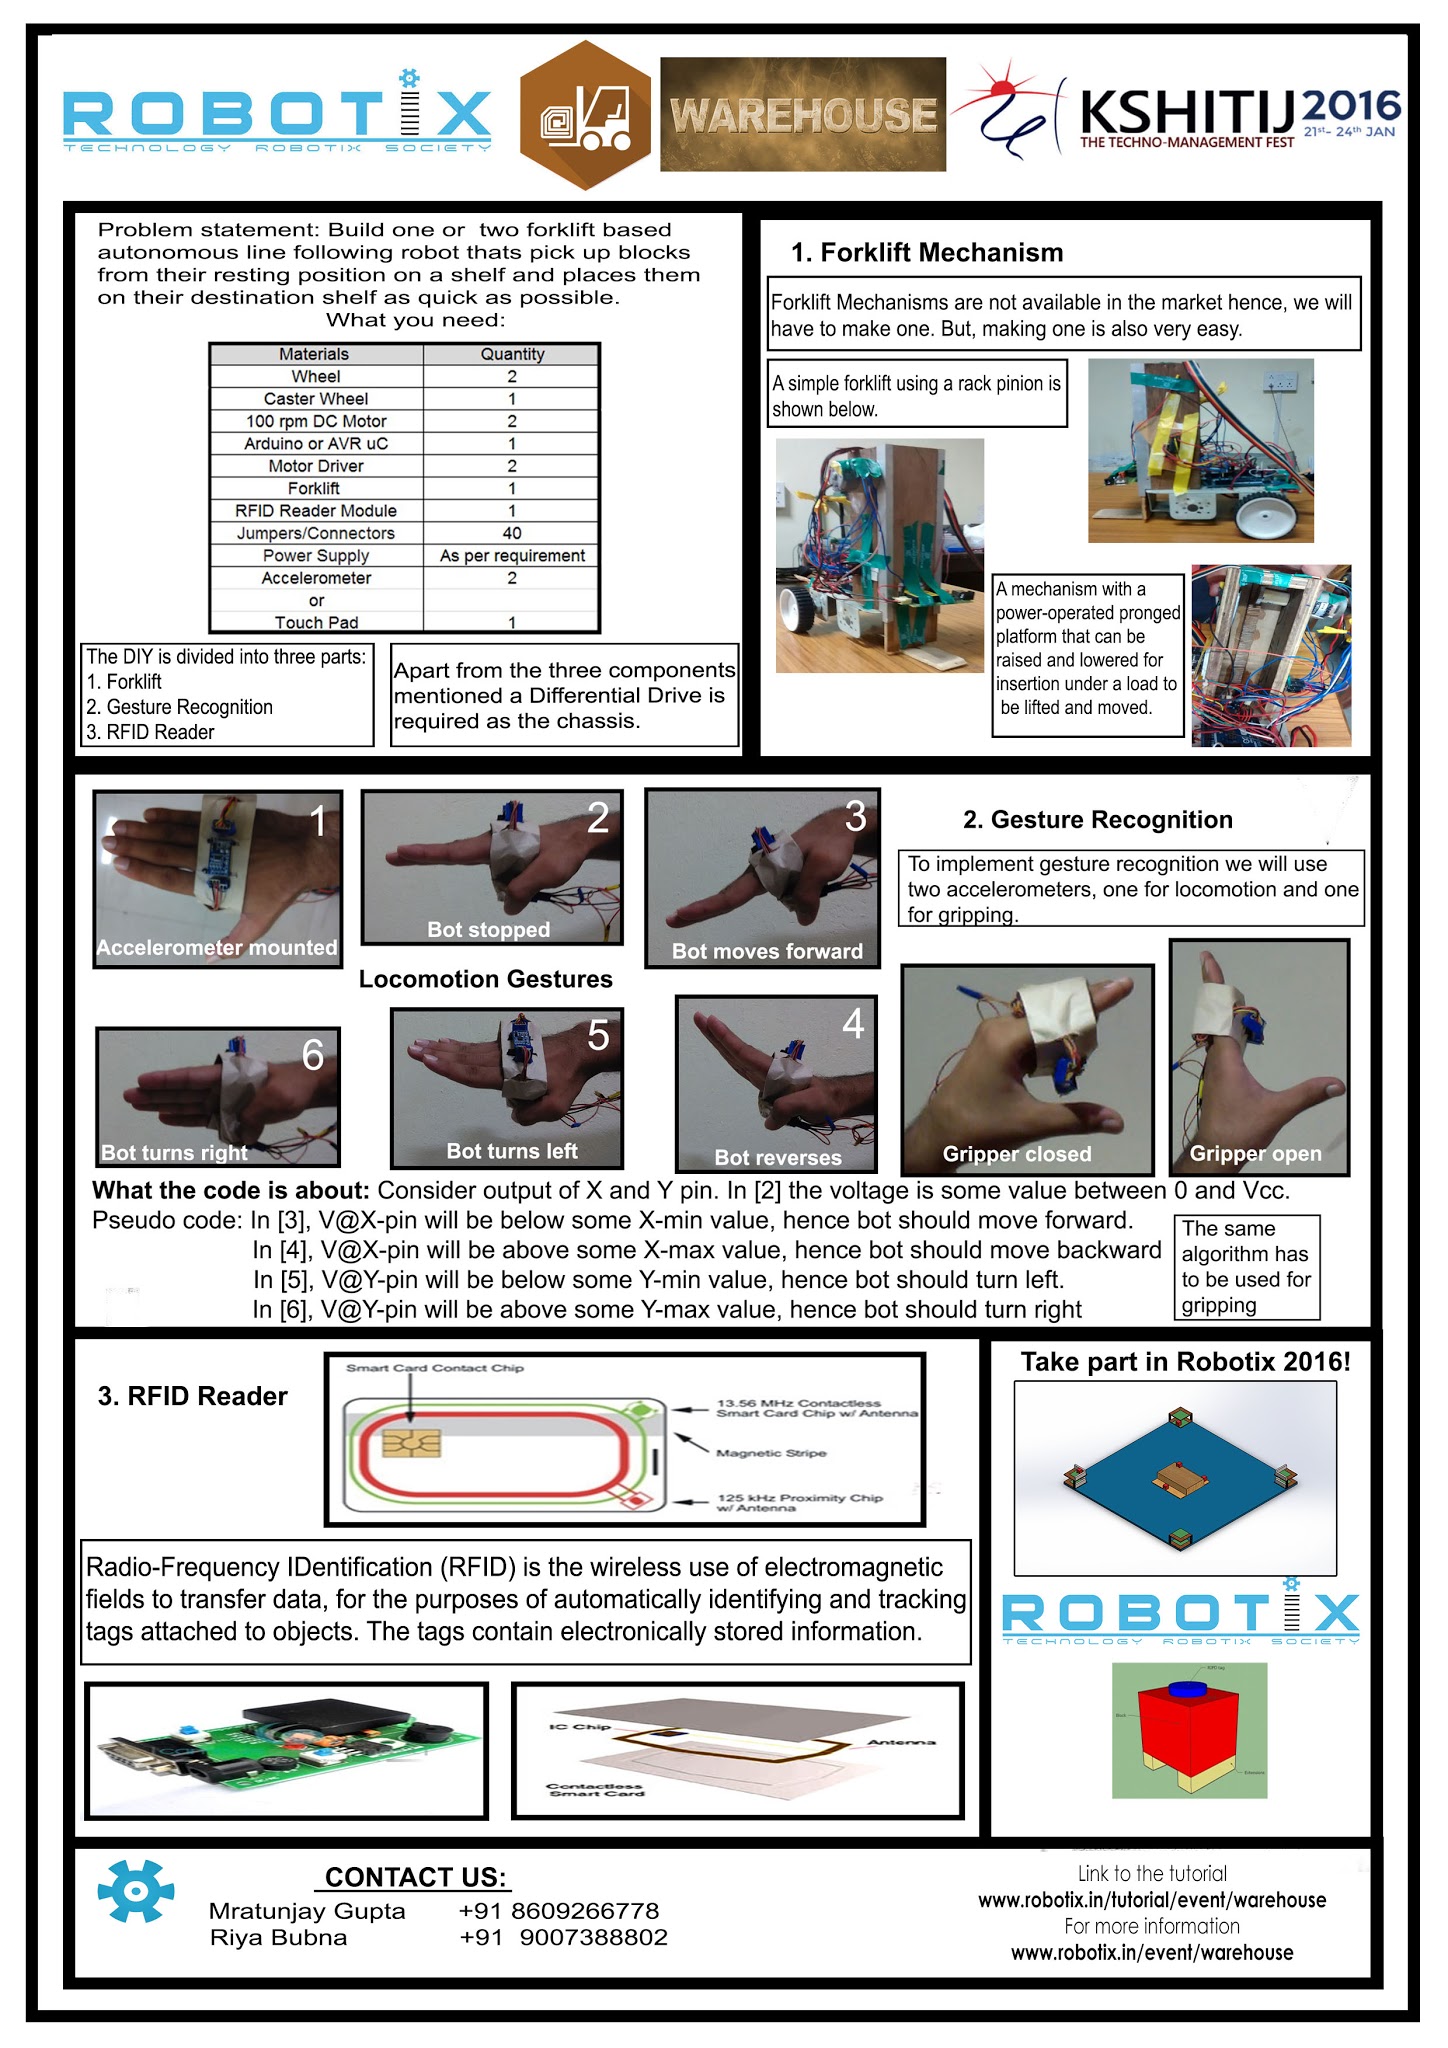 ROBOTIX
TECHNOLOGY ROBOTIX SOCIETY
WAREHOUSE
KSHITIJ 2016
THE TECHNO-MANAGEMENT FEST
21st- 24th JAN
Problem statement: Build one or two forklift based
autonomous line following robot thats pick up blocks
from their resting position on a shelf and places them
on their destination shelf as quick as possible.
What you need:
Materials Quantity
Wheel 2
Caster Wheel 1
100 rpm DC Motor 2
Arduino or AVR uC 1
Motor Driver 2
Forklift 1
RFID Reader Module 1
Jumpers/Connectors 40
Power Supply As per requirement
Accelerometer 2
or
Touch Pad 1
The DIY is divided into three parts:
1. Forklift
2. Gesture Recognition
3. RFID Reader
Apart from the three components
mentioned a Differential Drive is
required as the chassis.
1. Forklift Mechanism
Forklift Mechanisms are not available in the market hence, we will
have to make one. But, making one is also very easy.
A simple forklift using a rack pinion is
shown below.
A mechanism with a
power-operated pronged
platform that can be
raised and lowered for
insertion under a load to
be lifted and moved.
1
Accelerometer mounted
2
Bot stopped
3
Bot moves forward
2. Gesture Recognition
To implement gesture recognition we will use
two accelerometers, one for locomotion and one
for gripping.
Locomotion Gestures
6
Bot turns right
5
Bot turns left
4
Bot reverses
Gripper closed
Gripper open
What the code is about: Consider output of X and Y pin. In [2] the voltage is some value between 0 and Vcc.
Pseudo code: In [3], V@X-pin will be below some X-min value, hence bot should move forward.
In [4], V@X-pin will be above some X-max value, hence bot should move backward
In [5], V@Y-pin will be below some Y-min value, hence bot should turn left.
In [6], V@Y-pin will be above some Y-max value, hence bot should turn right
The same
algorithm has
to be used for
gripping
3. RFID Reader
Smart Card Contact Chip
13.56 MHz Contactless
Smart Card Chip w/ Antenna
Magnetic Stripe
125 kHz Proximity Chip
w/ Antenna
Radio-Frequency IDentification (RFID) is the wireless use of electromagnetic
fields to transfer data, for the purposes of automatically identifying and tracking
tags attached to objects. The tags contain electronically stored information.
IC Chip
Antenna
Contactless
Smart Card
Take part in Robotix 2016!
ROBOTIX
TECHNOLOGY ROBOTIX SOCIETY
RFID tag
Block
Extensions
CONTACT US:
Mratunjay Gupta +91 8609266778
Riya Bubna +91 9007388802
Link to the tutorial
www.robotix.in/tutorial/event/warehouse
For more information
www.robotix.in/event/warehouse